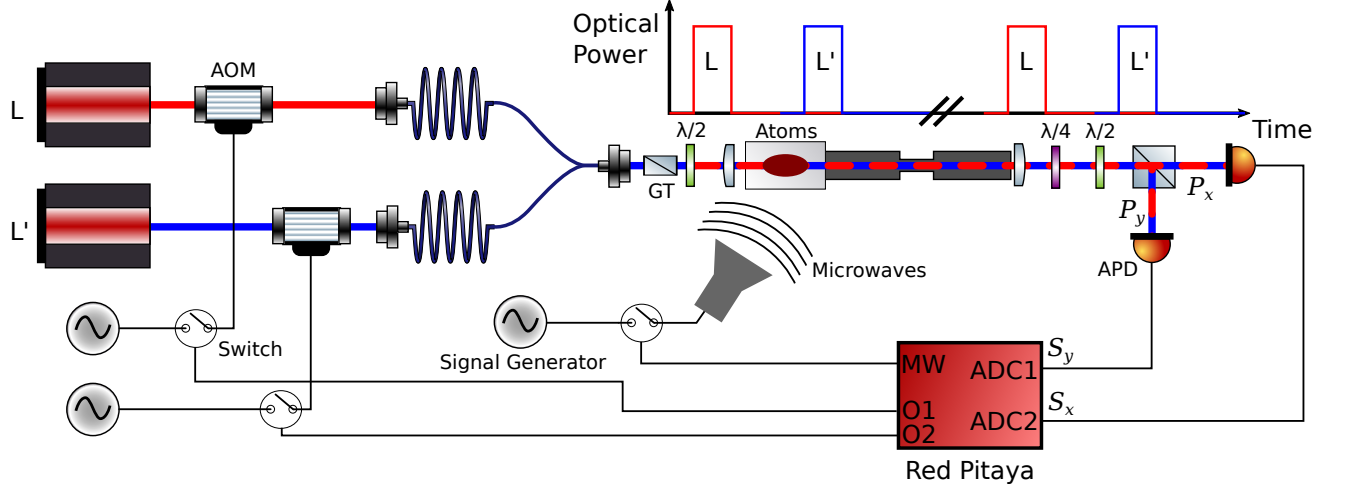 Optical
Power
L
L'
L
L'
Time
AOM
L
λ/2
Atoms
λ/4
λ/2
GT
P_x
P_y
L'
APD
Microwaves
Switch
Signal Generator
MW
ADC1
S_y
O1
ADC2
S_x
O2
Red Pitaya